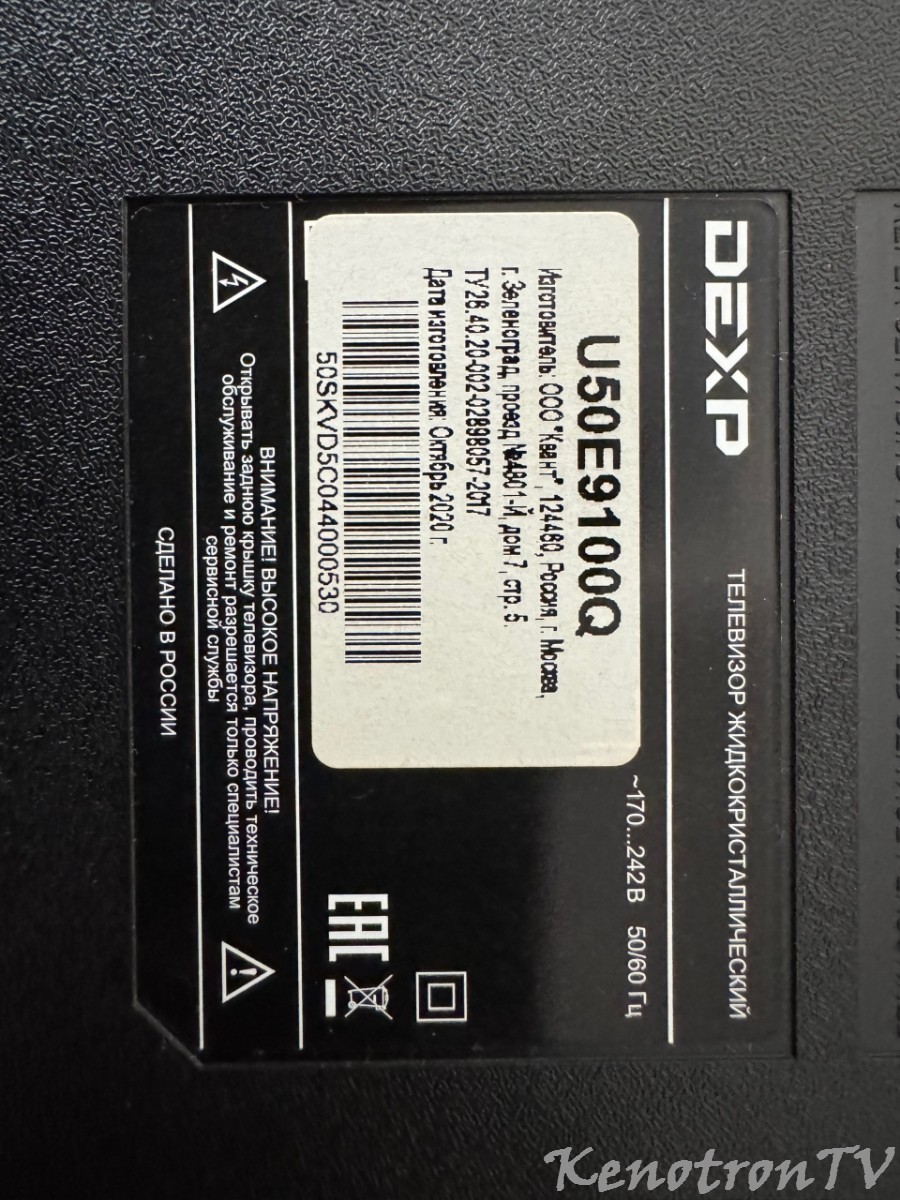 DEXP
ТЕЛЕВИЗОР ЖИДКОКРИСТАЛЛИЧЕСКИЙ
U50E9100Q
Изготовитель: ООО "Квант", 124460, Россия, г. Москва,
г. Зеленоград, проезд №4801-Й, дом 7, стр. 5.
ТУ26.40.20-002-02898057-2017
Дата изготовления: Октябрь 2020 г.
50SKVD5C044000530
~170...242В 50/60 Гц
EAC
ВНИМАНИЕ! ВЫСОКОЕ НАПРЯЖЕНИЕ!
Открывать заднюю крышку телевизора, проводить техническое
обслуживание и ремонт разрешается только специалистам
сервисной службы
СДЕЛАНО В РОССИИ
KenotronTV